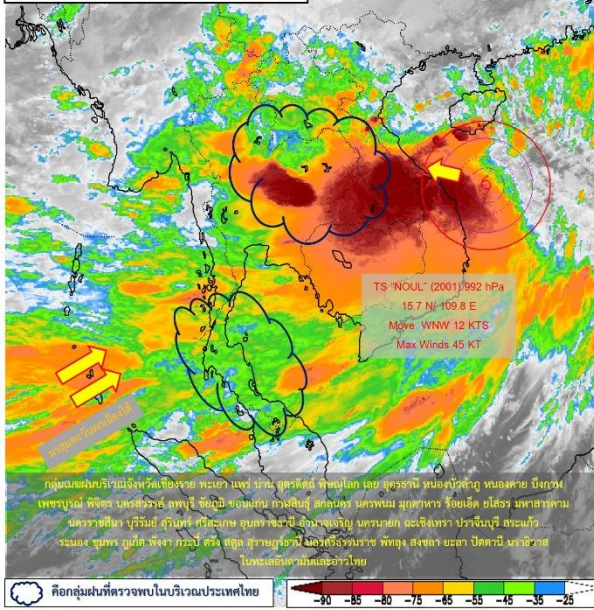 TS "NOUL" (2001) 992 hPa
15.7 N/ 109.8 E
Move WNW 12 KTS
Max Winds 45 KT
มรสุมตะวันตกเฉียงใต้
กลุ่มเมฆฝนบริเวณจังหวัดเชียงราย พะเยา แพร่ น่าน อุตรดิตถ์ พิษณุโลก เลย อุดรธานี หนองบัวลำภู หนองคาย บึงกาฬ
เพชรบูรณ์ พิจิตร นครสวรรค์ ลพบุรี ชัยภูมิ ขอนแก่น กาฬสินธุ์ สกลนคร นครพนม มุกดาหาร ร้อยเอ็ด ยโสธร มหาสารคาม
นครราชสีมา บุรีรัมย์ สุรินทร์ ศรีสะเกษ อุบลราชธานี อำนาจเจริญ นครนายก ฉะเชิงเทรา ปราจีนบุรี สระแก้ว
ระนอง ชุมพร ภูเก็ต พังงา กระบี่ ตรัง สตูล สุราษฎร์ธานี นครศรีธรรมราช พัทลุง สงขลา ยะลา ปัตตานี นราธิวาส
ในทะเลอันดามันและอ่าวไทย
คือกลุ่มฝนที่ตรวจพบในบริเวณประเทศไทย
-90 -85 -80 -75 -65 -55 -45 -35 -25